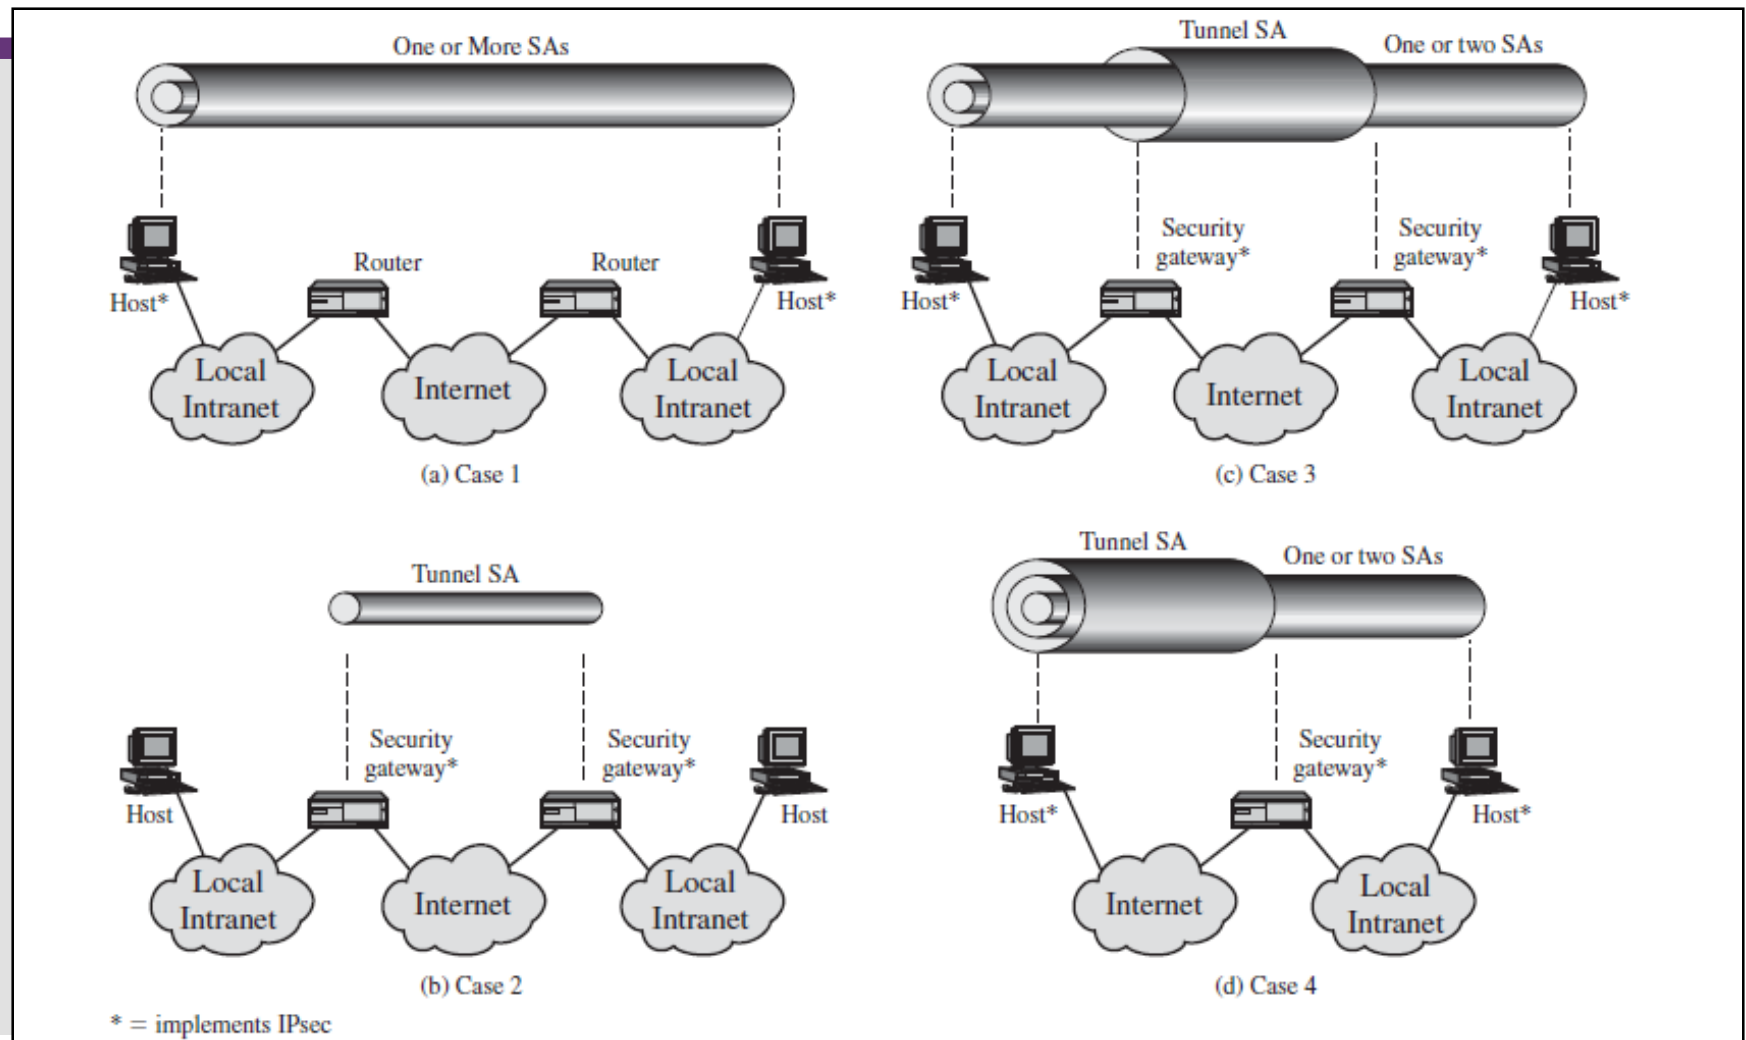 One or More SAs
Router
Router
Host*
Host*
Local
Intranet
Internet
Local
Intranet
(a) Case 1
Tunnel SA
One or two SAs
Security
gateway*
Security
gateway*
Host*
Host*
Local
Intranet
Internet
Local
Intranet
(c) Case 3
Tunnel SA
Security
gateway*
Security
gateway*
Host
Host
Local
Intranet
Internet
Local
Intranet
(b) Case 2
Tunnel SA
One or two SAs
Security
gateway*
Host*
Host*
Internet
Local
Intranet
(d) Case 4
* = implements IPsec